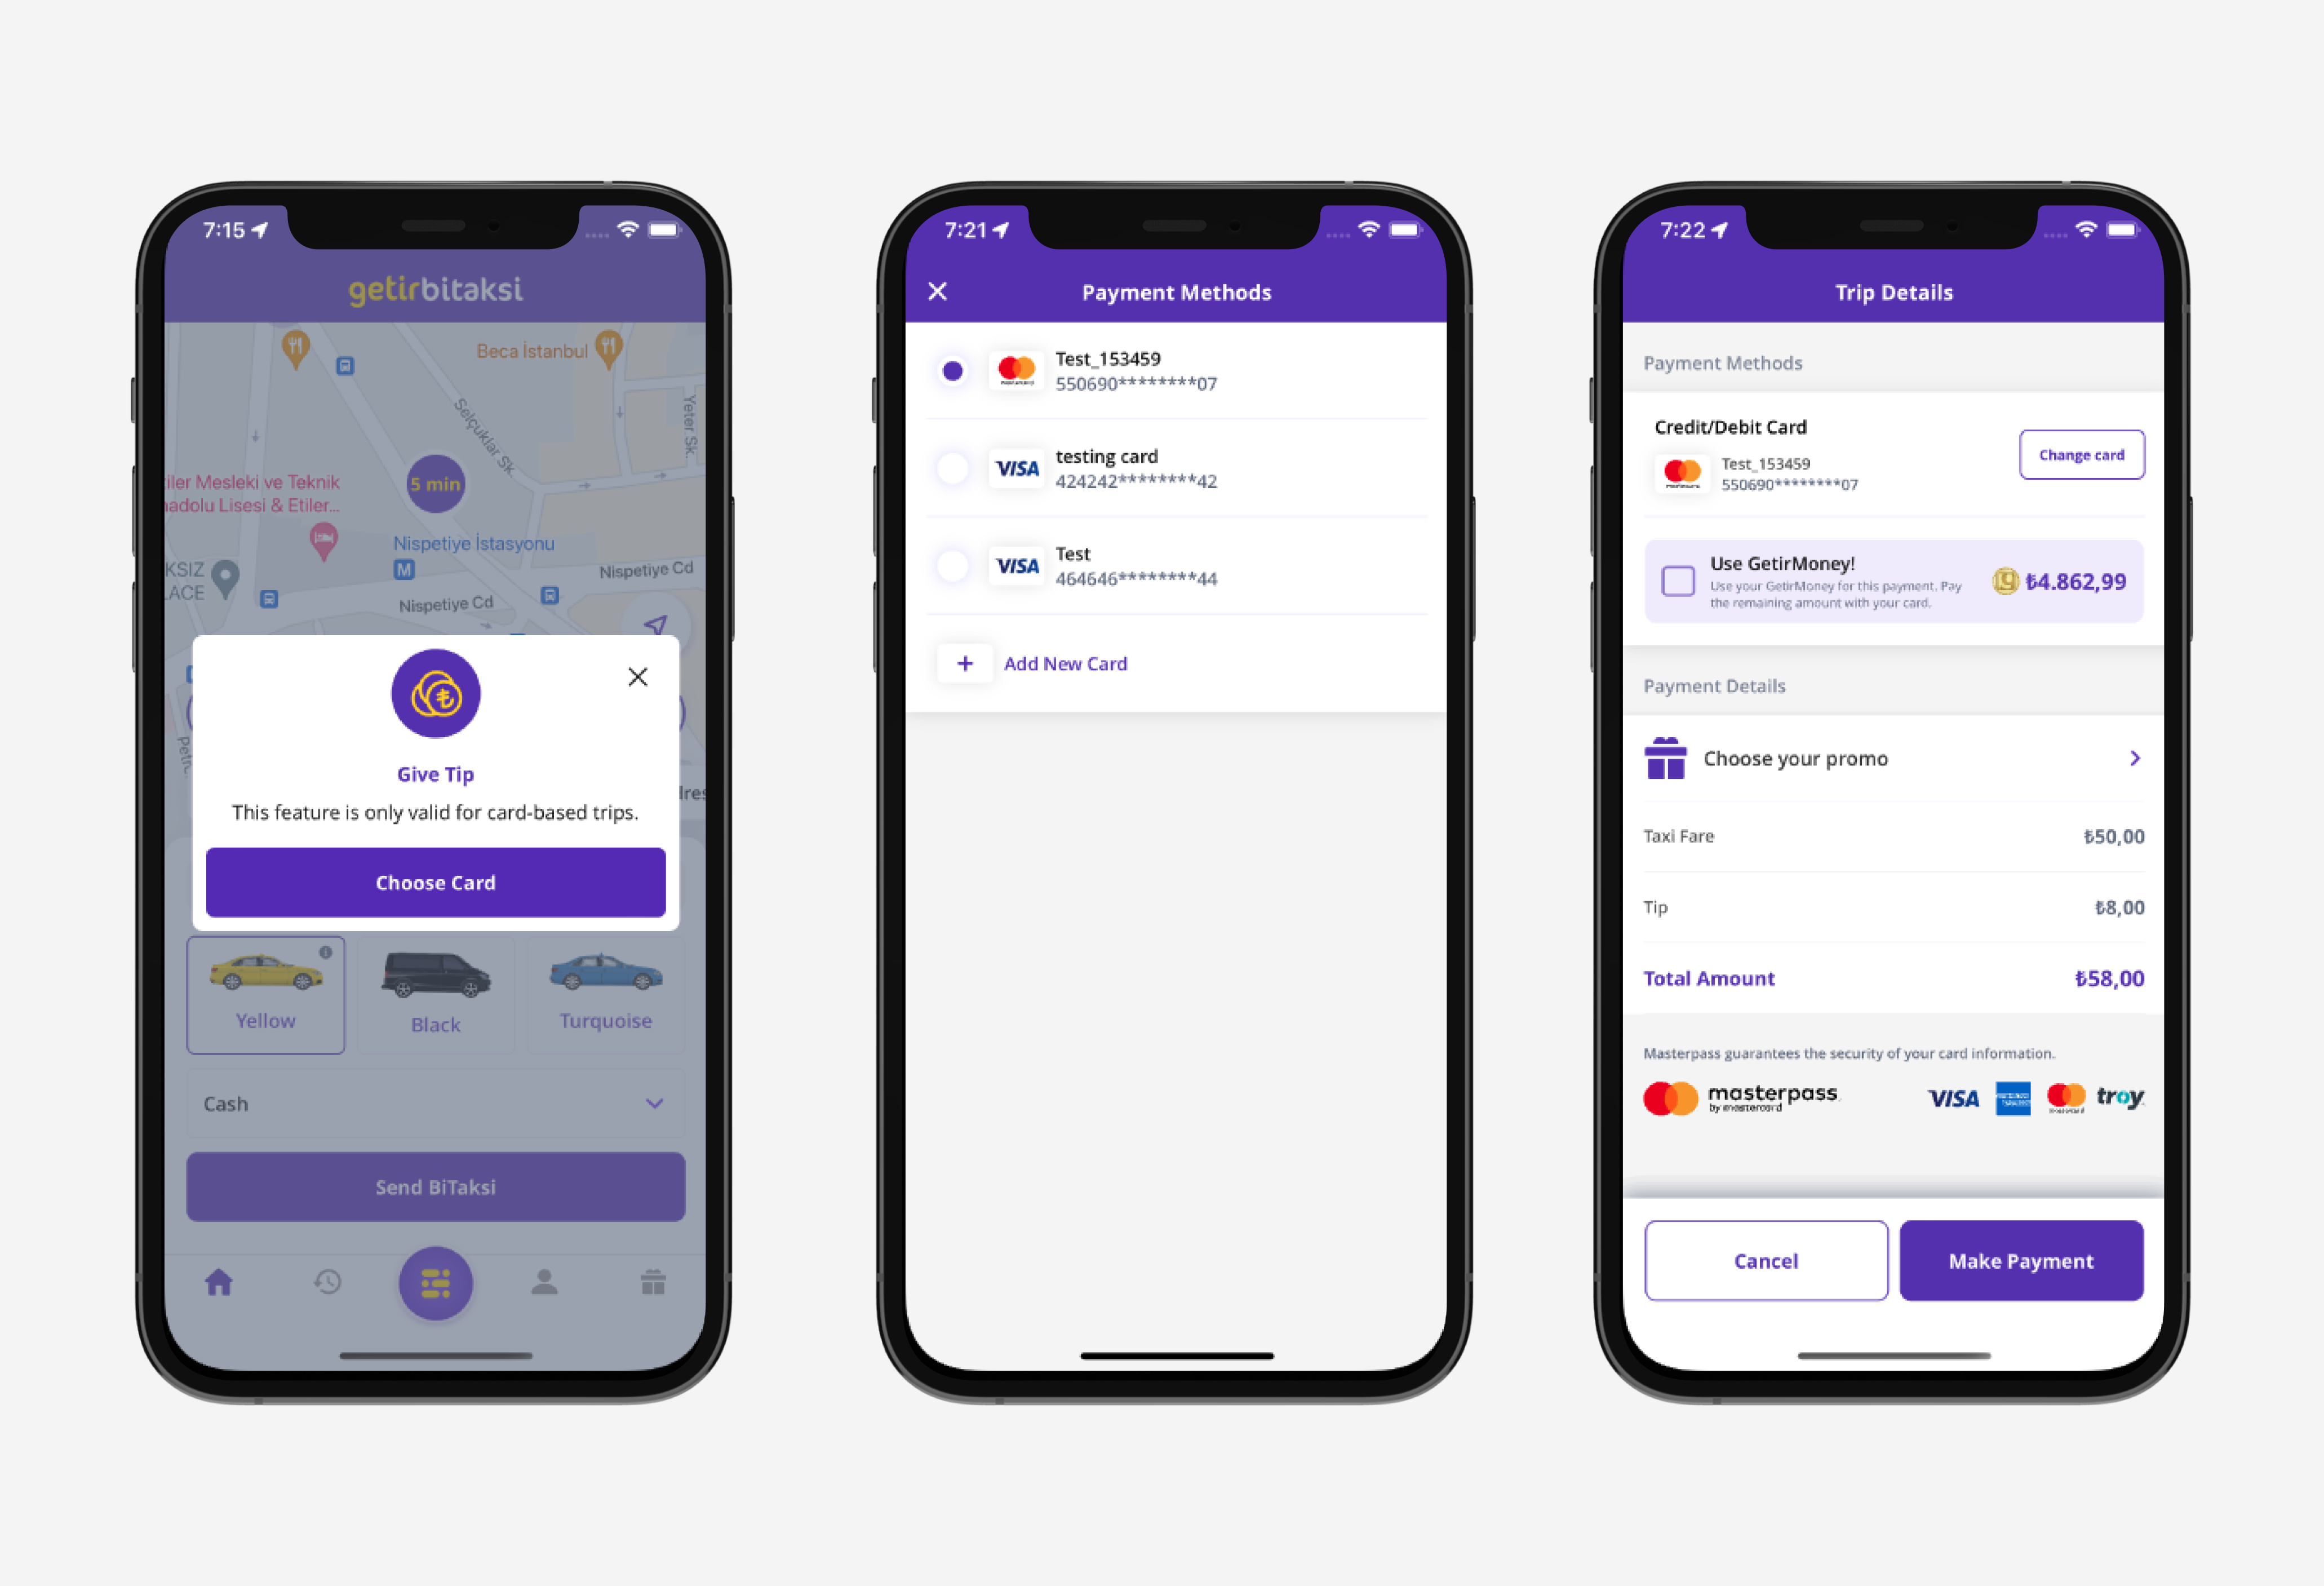 7:15
getirbitaksi
Beca İstanbul
Selçuklar Sk.
Yeter Sk.
5 min
iler Mesleki ve Teknik
adolu Lisesi & Etiler...
Nispetiye İstasyonu
M
KSIZ
Nispetiye Cd
Nispetiye Cd
Give Tip
This feature is only valid for card-based trips.
Choose Card
Yellow
Black
Turquoise
Cash
Send BiTaksi
7:21
Payment Methods
Test_153459
550690********07
VISA
testing card
424242********42
VISA
Test
464646********44
+ Add New Card
7:22
Trip Details
Payment Methods
Credit/Debit Card
Test_153459
550690********07
Change card
Use GetirMoney!
Use your GetirMoney for this payment. Pay
the remaining amount with your card.
₺4.862,99
Payment Details
Choose your promo
Taxi Fare
₺50,00
Tip
₺8,00
Total Amount
₺58,00
Masterpass guarantees the security of your card information.
masterpass
by mastercard
VISA
troy
Cancel
Make Payment